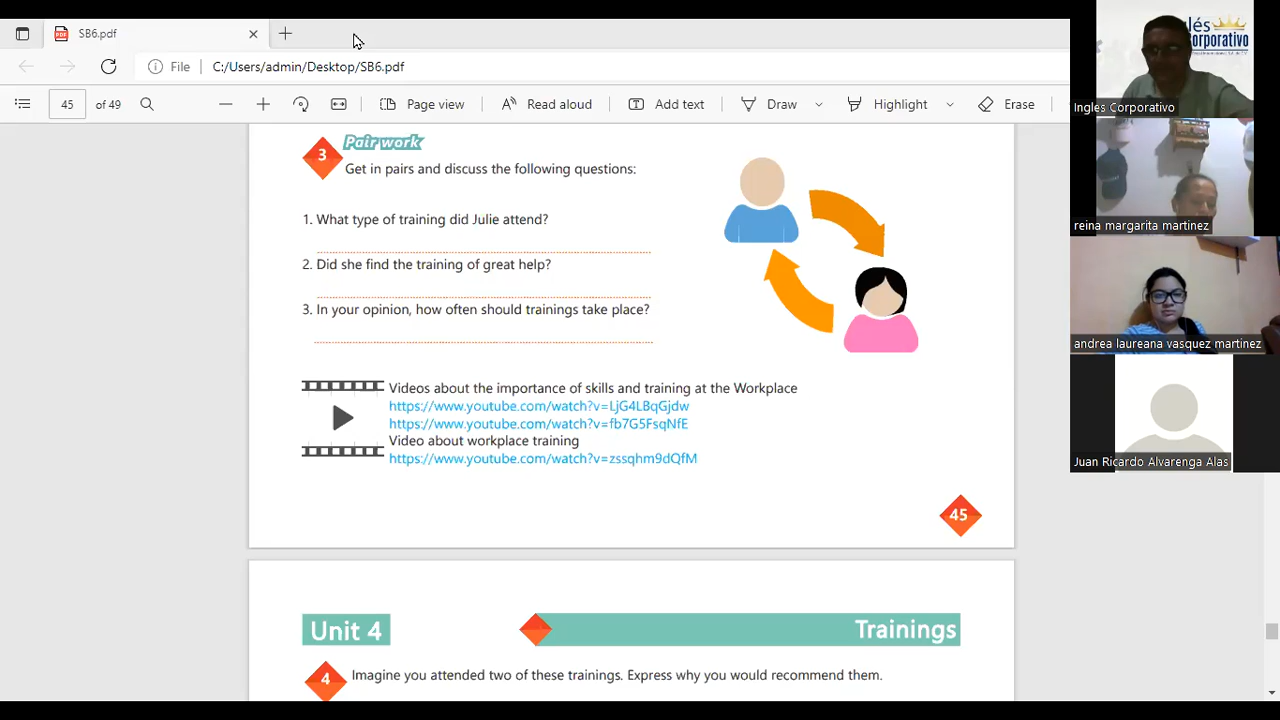 SB6.pdf
File
C:/Users/admin/Desktop/SB6.pdf
45 of 49
Page view
Read aloud
Add text
Draw
Highlight
Erase
3
Pair work
Get in pairs and discuss the following questions:
1. What type of training did Julie attend?
2. Did she find the training of great help?
3. In your opinion, how often should trainings take place?
Videos about the importance of skills and training at the Workplace
https://www.youtube.com/watch?v=LjG4LBqGjdw
https://www.youtube.com/watch?v=fb7G5FsqNfE
Video about workplace training
https://www.youtube.com/watch?v=zssqhm9dQfM
45
Unit 4
Trainings
4
Imagine you attended two of these trainings. Express why you would recommend them.
lés
Corporativo
Ingles Corporativo
reina margarita martinez
andrea laureana vasquez martinez
Juan Ricardo Alvarenga Alas